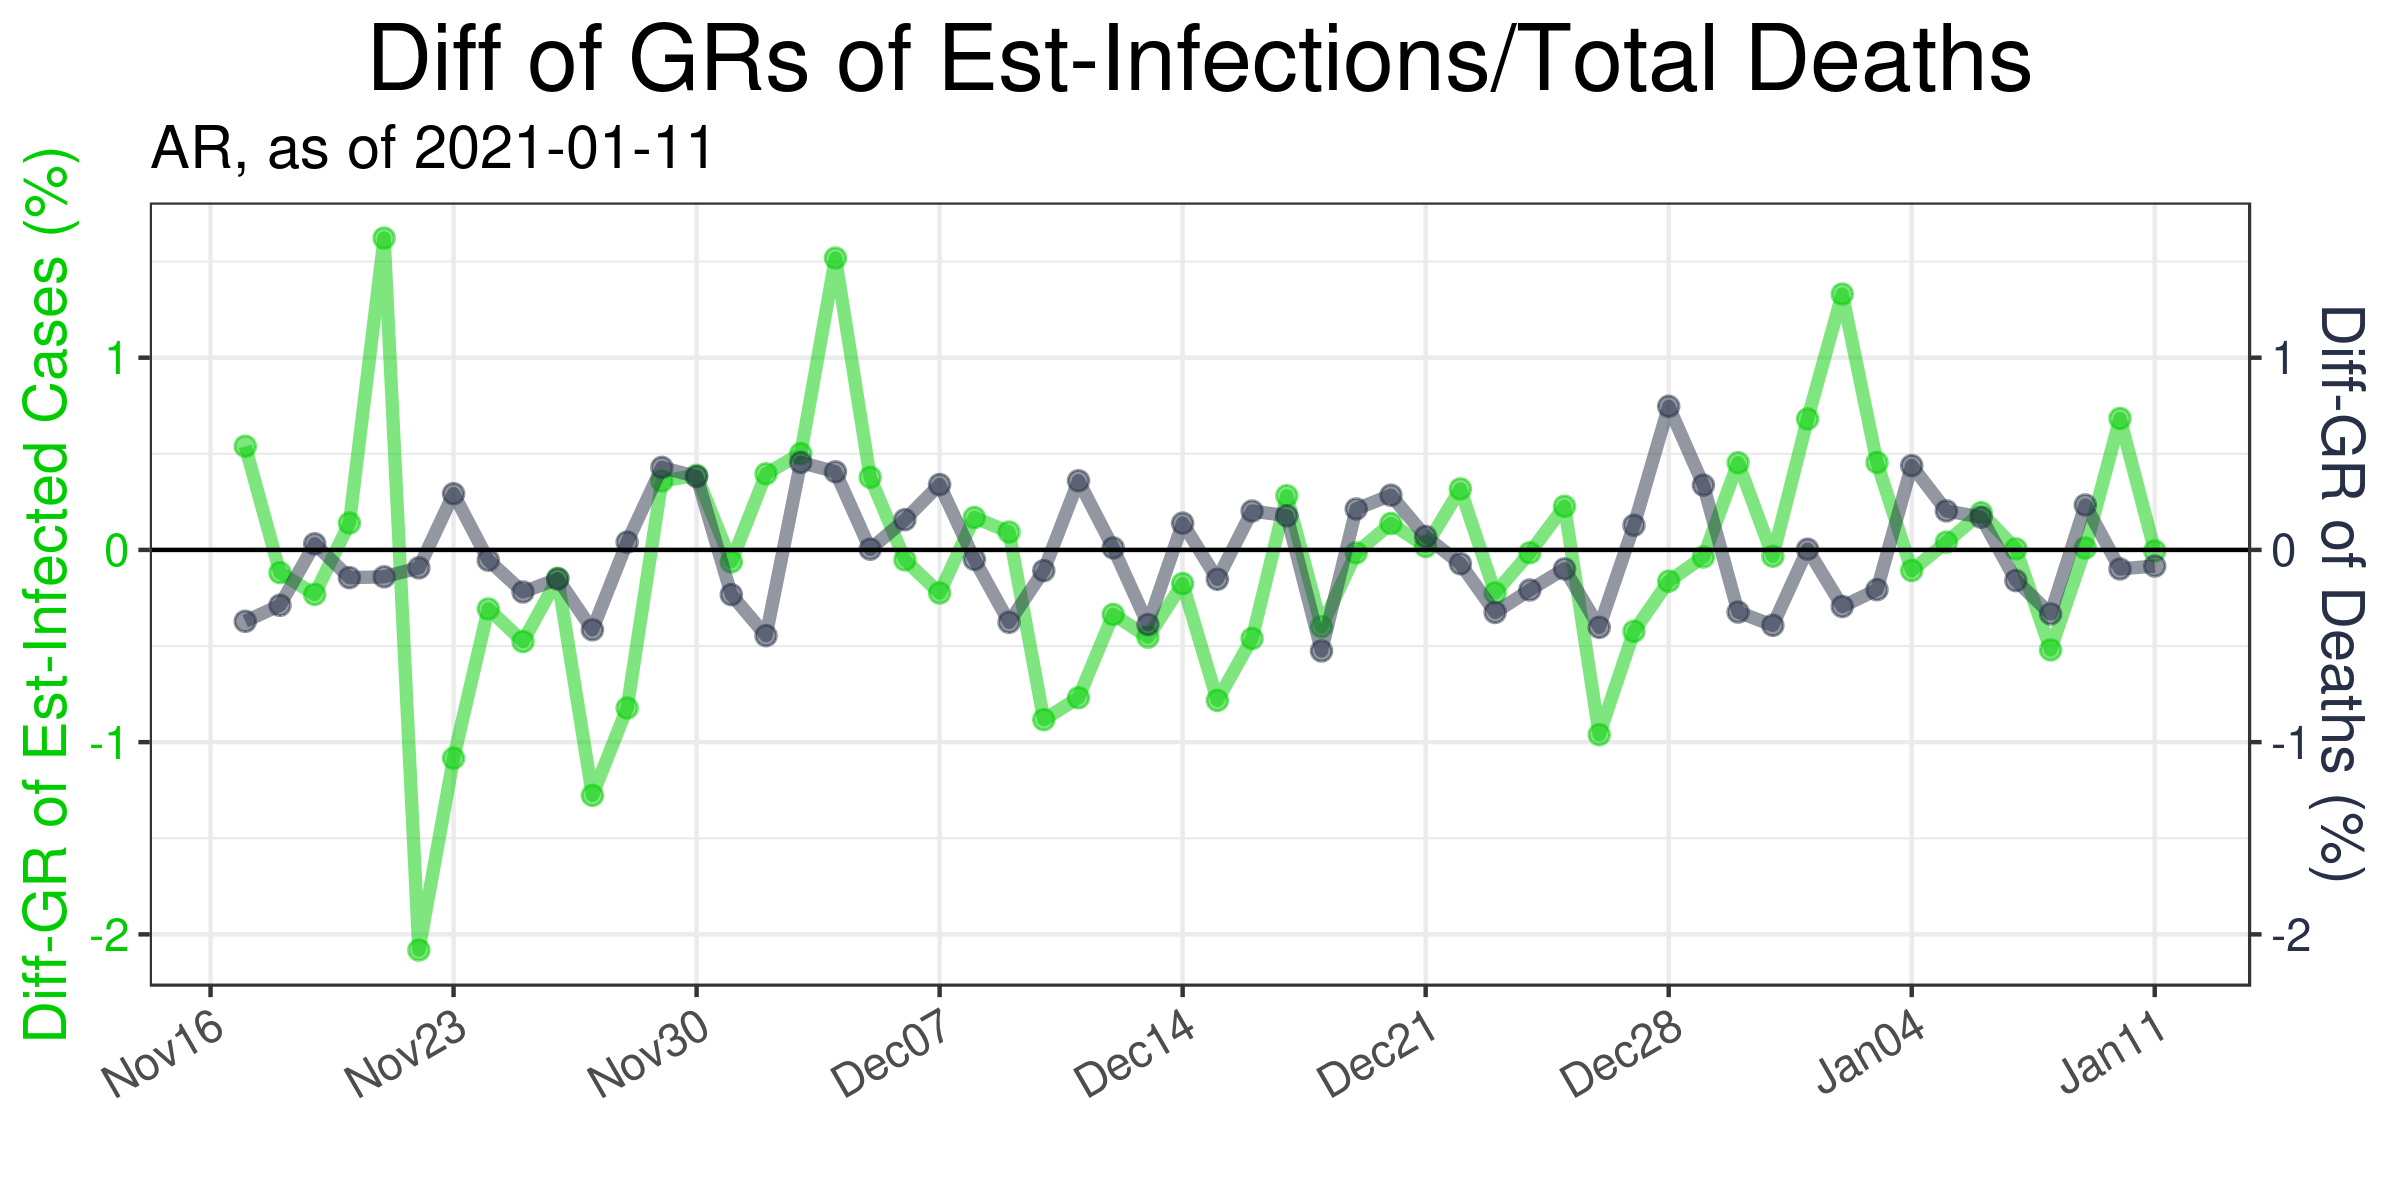 Diff of GRs of Est-Infections/Total Deaths
AR, as of 2021-01-11
Diff-GR of Est-Infected Cases (%)
1
0
-1
-2
1
0
-1
-2
Diff-GR of Deaths (%)
Nov16
Nov23
Nov30
Dec07
Dec14
Dec21
Dec28
Jan04
Jan11